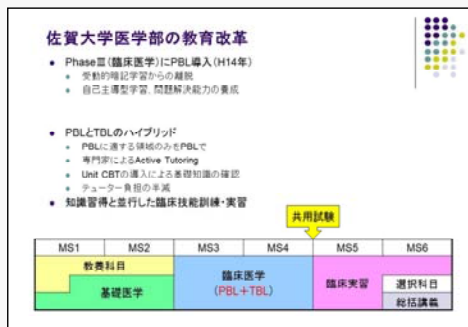 佐賀大学医学部の教育改革
PhaseⅢ(臨床医学)にPBL導入(H14年)
受動的暗記学習からの離脱
自己主導型学習、問題解決能力の養成
PBLとTBLのハイブリッド
PBLに適する領域のみをPBLで
専門家によるActive Tutoring
Unit CBTの導入による基礎知識の確認
テューター負担の半減
知識習得と並行した臨床技能訓練・実習
共用試験
MS1 MS2 MS3 MS4 MS5 MS6
教養科目
基礎医学
臨床医学
(PBL+TBL)
臨床実習
選択科目
総括講義